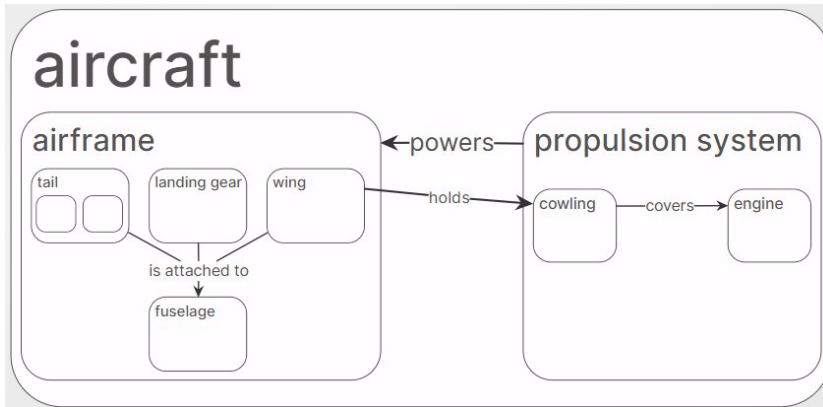 aircraft
airframe
powers
propulsion system
tail
landing gear
wing
holds
cowling
covers
engine
is attached to
fuselage